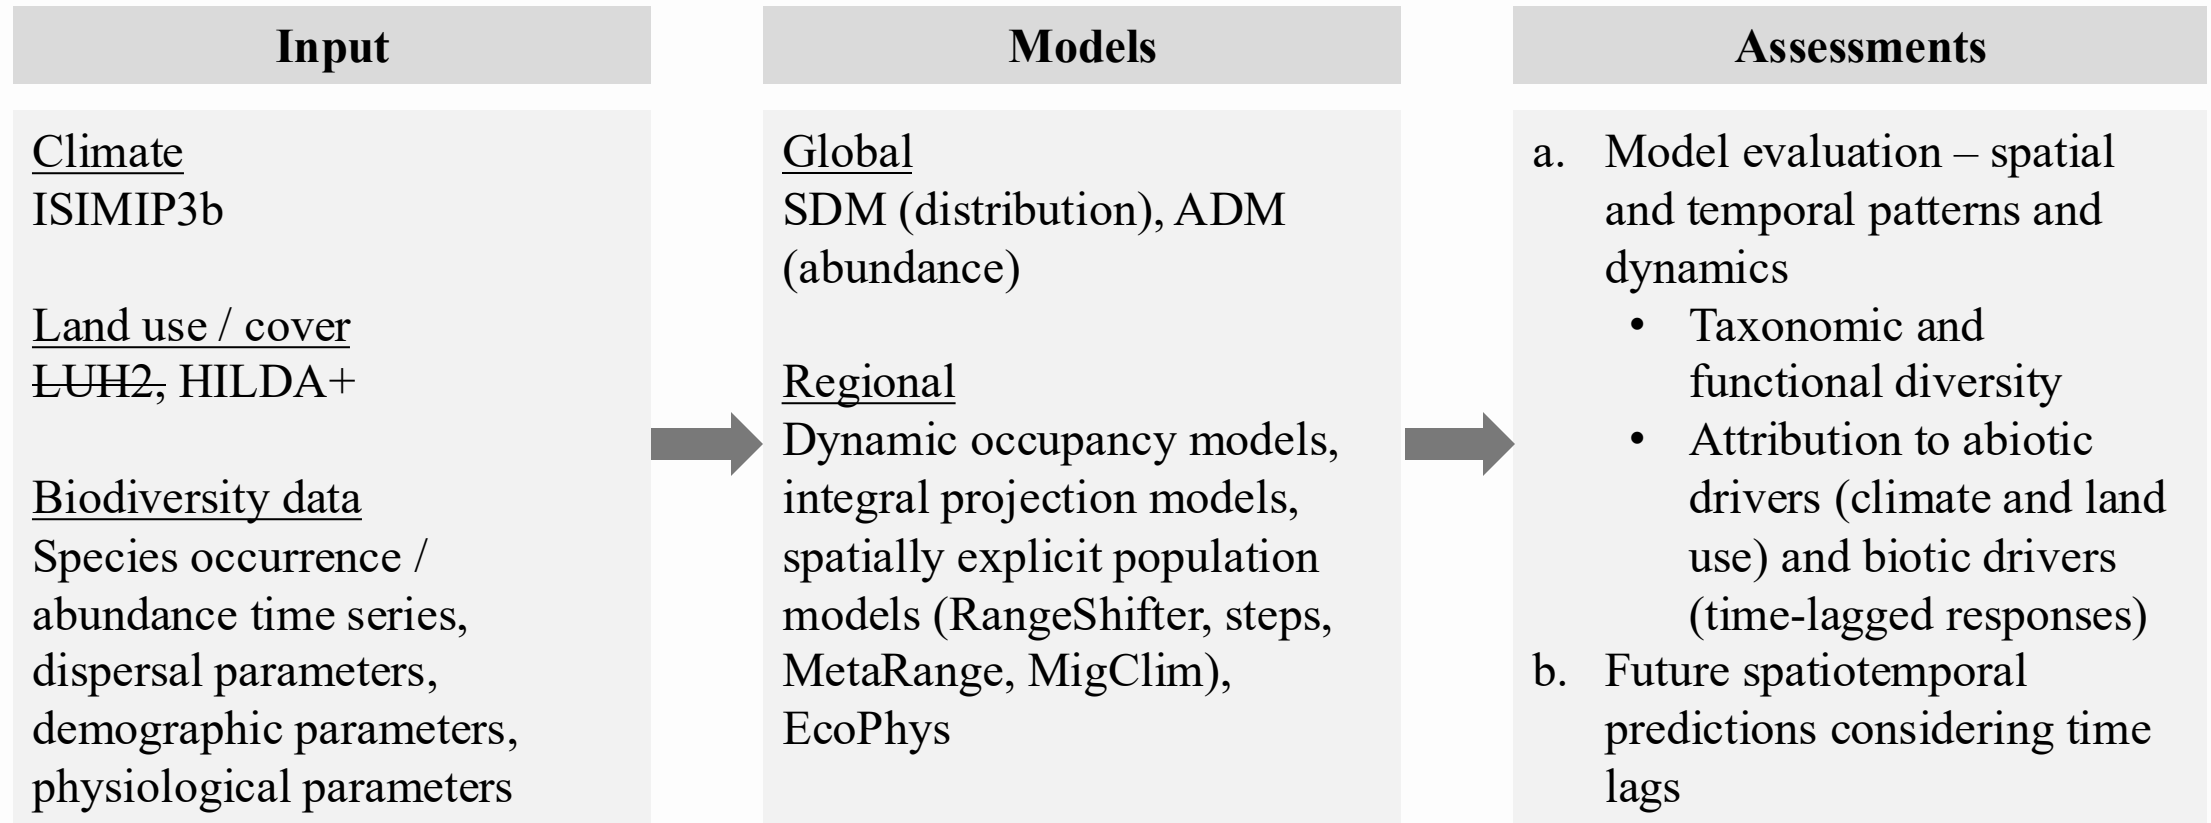 Input
Climate
ISIMIP3b
Land use / cover
LUH2, HILDA+
Biodiversity data
Species occurrence /
abundance time series,
dispersal parameters,
demographic parameters,
physiological parameters
Models
Global
SDM (distribution), ADM
(abundance)
Regional
Dynamic occupancy models,
integral projection models,
spatially explicit population
models (RangeShifter, steps,
MetaRange, MigClim),
EcoPhys
Assessments
a. Model evaluation – spatial
and temporal patterns and
dynamics
• Taxonomic and
functional diversity
• Attribution to abiotic
drivers (climate and land
use) and biotic drivers
(time-lagged responses)
b. Future spatiotemporal
predictions considering time
lags